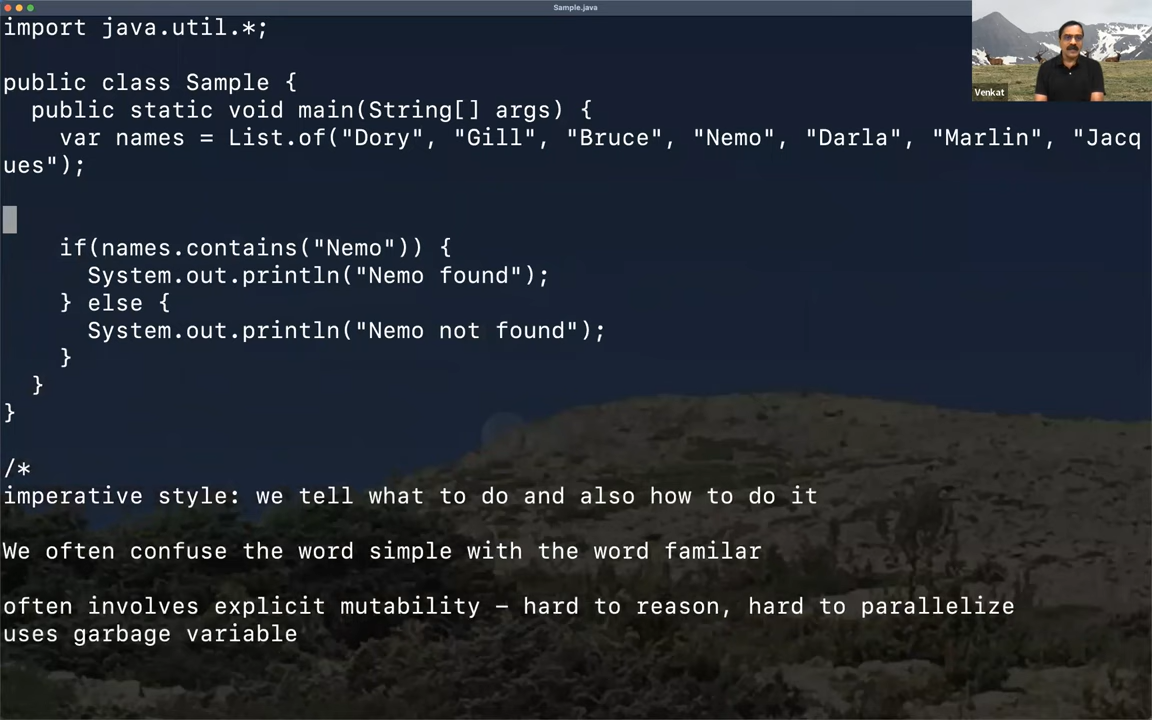 Sample.java
import java.util.*;
Venkat
public class Sample {
  public static void main(String[] args) {
    var names = List.of("Dory", "Gill", "Bruce", "Nemo", "Darla", "Marlin", "Jacq
ues");
    if(names.contains("Nemo")) {
      System.out.println("Nemo found");
    } else {
      System.out.println("Nemo not found");
    }
  }
}
/*
imperative style: we tell what to do and also how to do it
We often confuse the word simple with the word familar
often involves explicit mutability – hard to reason, hard to parallelize
uses garbage variable